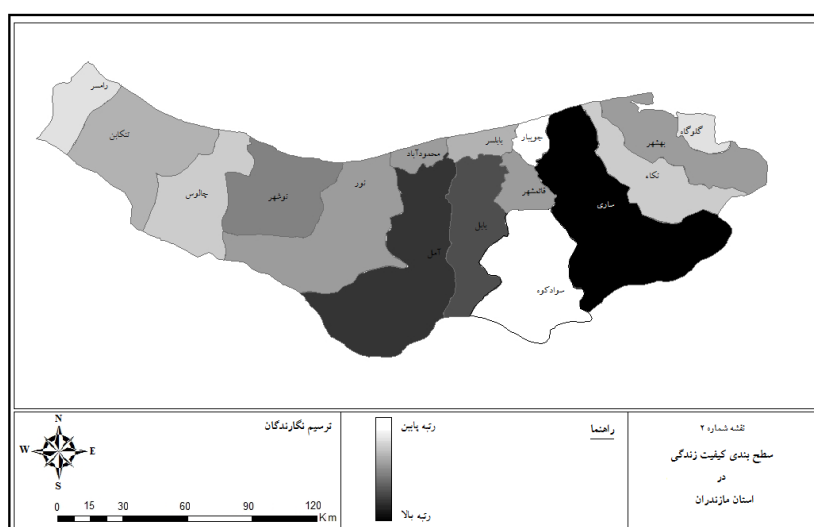 رامسر
تنکابن
چالوس
نوشهر
نور
محمودآباد
آمل
بابلسر
بابل
جویبار
قائمشهر
سوادکوه
ساری
نکاء
بهشهر
گلوگاه
نقشه شماره ۲
سطح بندی کیفیت زندگی
در
استان مازندران
راهنما
رتبه پایین
رتبه بالا
ترسیم نگارندگان
N
W E
S
0 15 30 60 90 120
Km